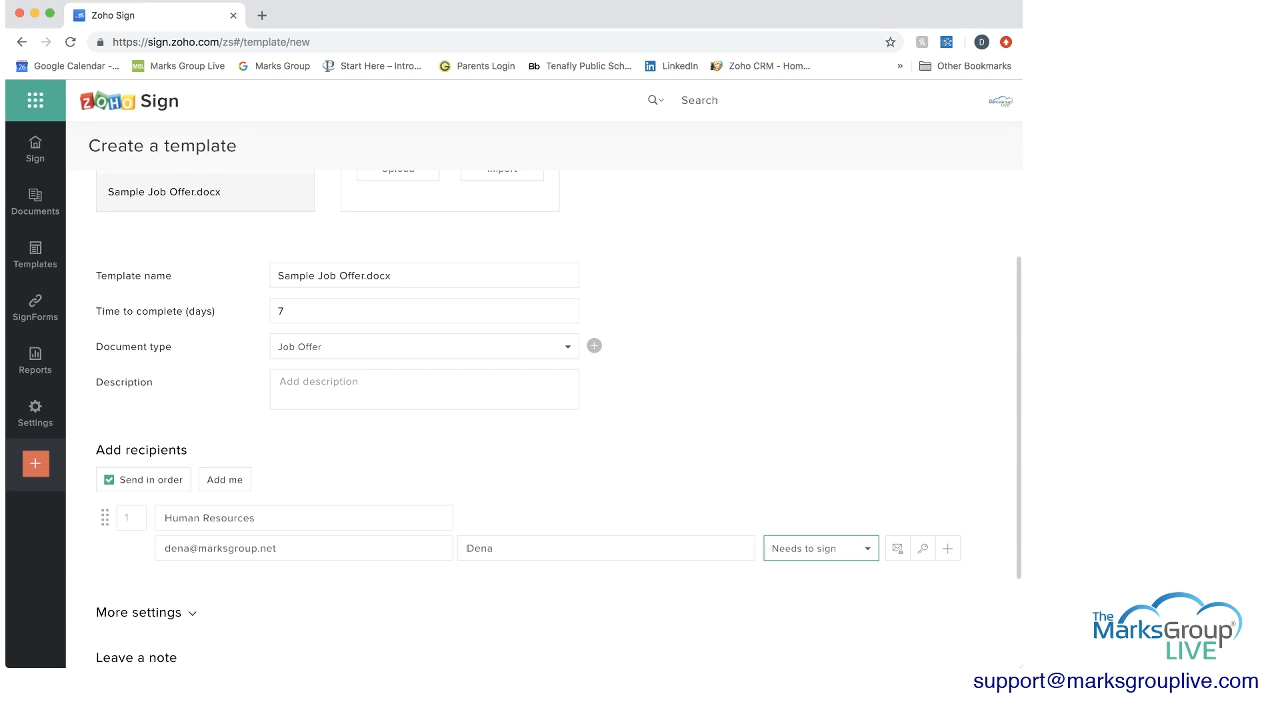 Zoho Sign
https://sign.zoho.com/zs#/template/new
D
Google Calendar -...
Marks Group Live
Marks Group
Start Here – Intro...
Parents Login
Bb Tenafly Public Sch...
LinkedIn
Zoho CRM - Hom...
»
Other Bookmarks
ZOHO Sign
Search
Create a template
Sign
Documents
Templates
SignForms
Reports
Settings
Upload
Import
Sample Job Offer.docx
Template name
Sample Job Offer.docx
Time to complete (days)
7
Document type
Job Offer
Description
Add description
Add recipients
Send in order
Add me
1
Human Resources
dena@marksgroup.net
Dena
Needs to sign
More settings
Leave a note
The
MarksGroup®
LIVE
support@marksgrouplive.com